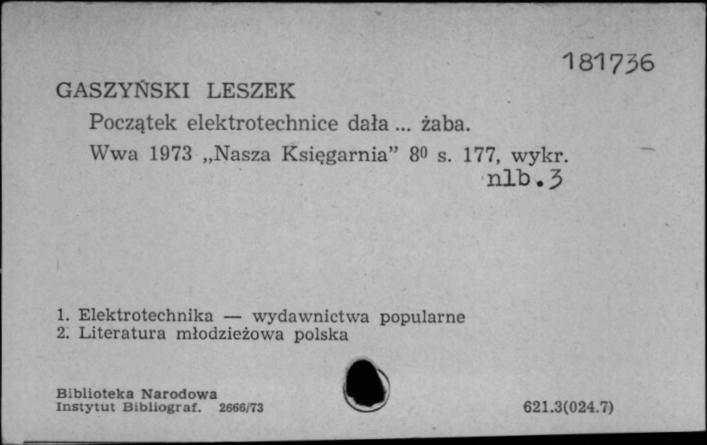 181736
GASZYŃSKI LESZEK
Początek elektrotechnice dała ... żaba.
Wwa 1973 „Nasza Księgarnia” 8⁰ s. 177, wykr.
nlb.3
1. Elektrotechnika — wydawnictwa popularne
2. Literatura młodzieżowa polska
Biblioteka Narodowa
Instytut Bibliograf. 2666/73
621.3(024.7)